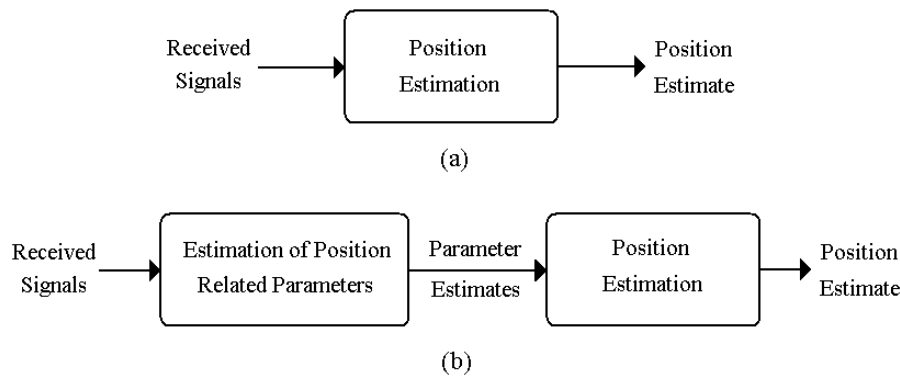 Received
Signals
Position
Estimation
Position
Estimate
(a)
Received
Signals
Estimation of Position
Related Parameters
Parameter
Estimates
Position
Estimation
Position
Estimate
(b)